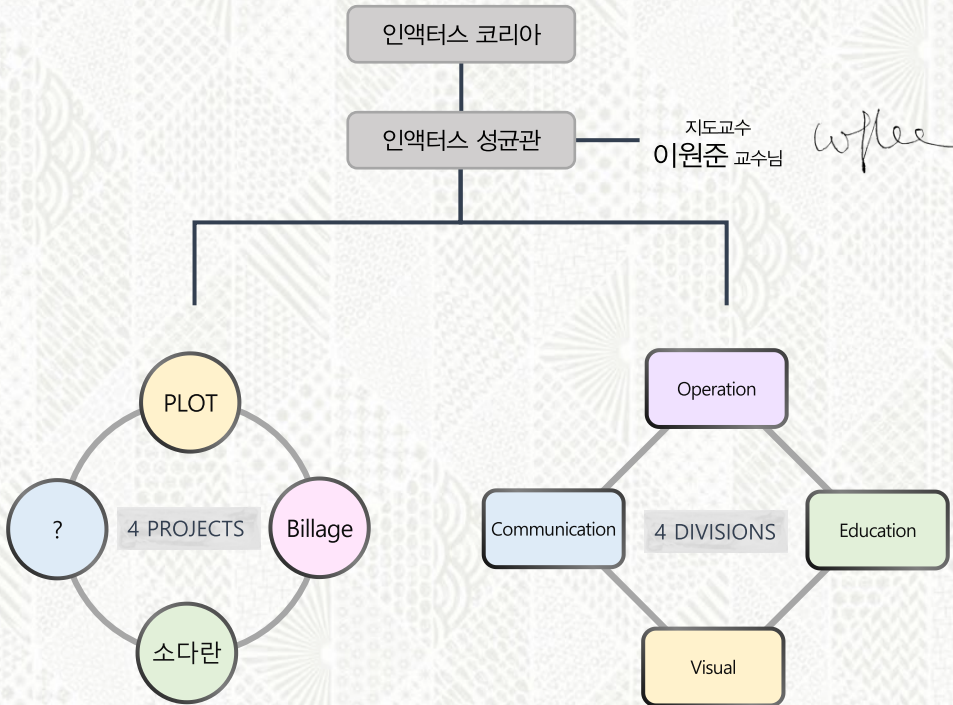 인액터스 코리아
인액터스 성균관
지도교수
이원준 교수님
PLOT
?
4 PROJECTS
Billage
소다란
Operation
Communication
4 DIVISIONS
Education
Visual